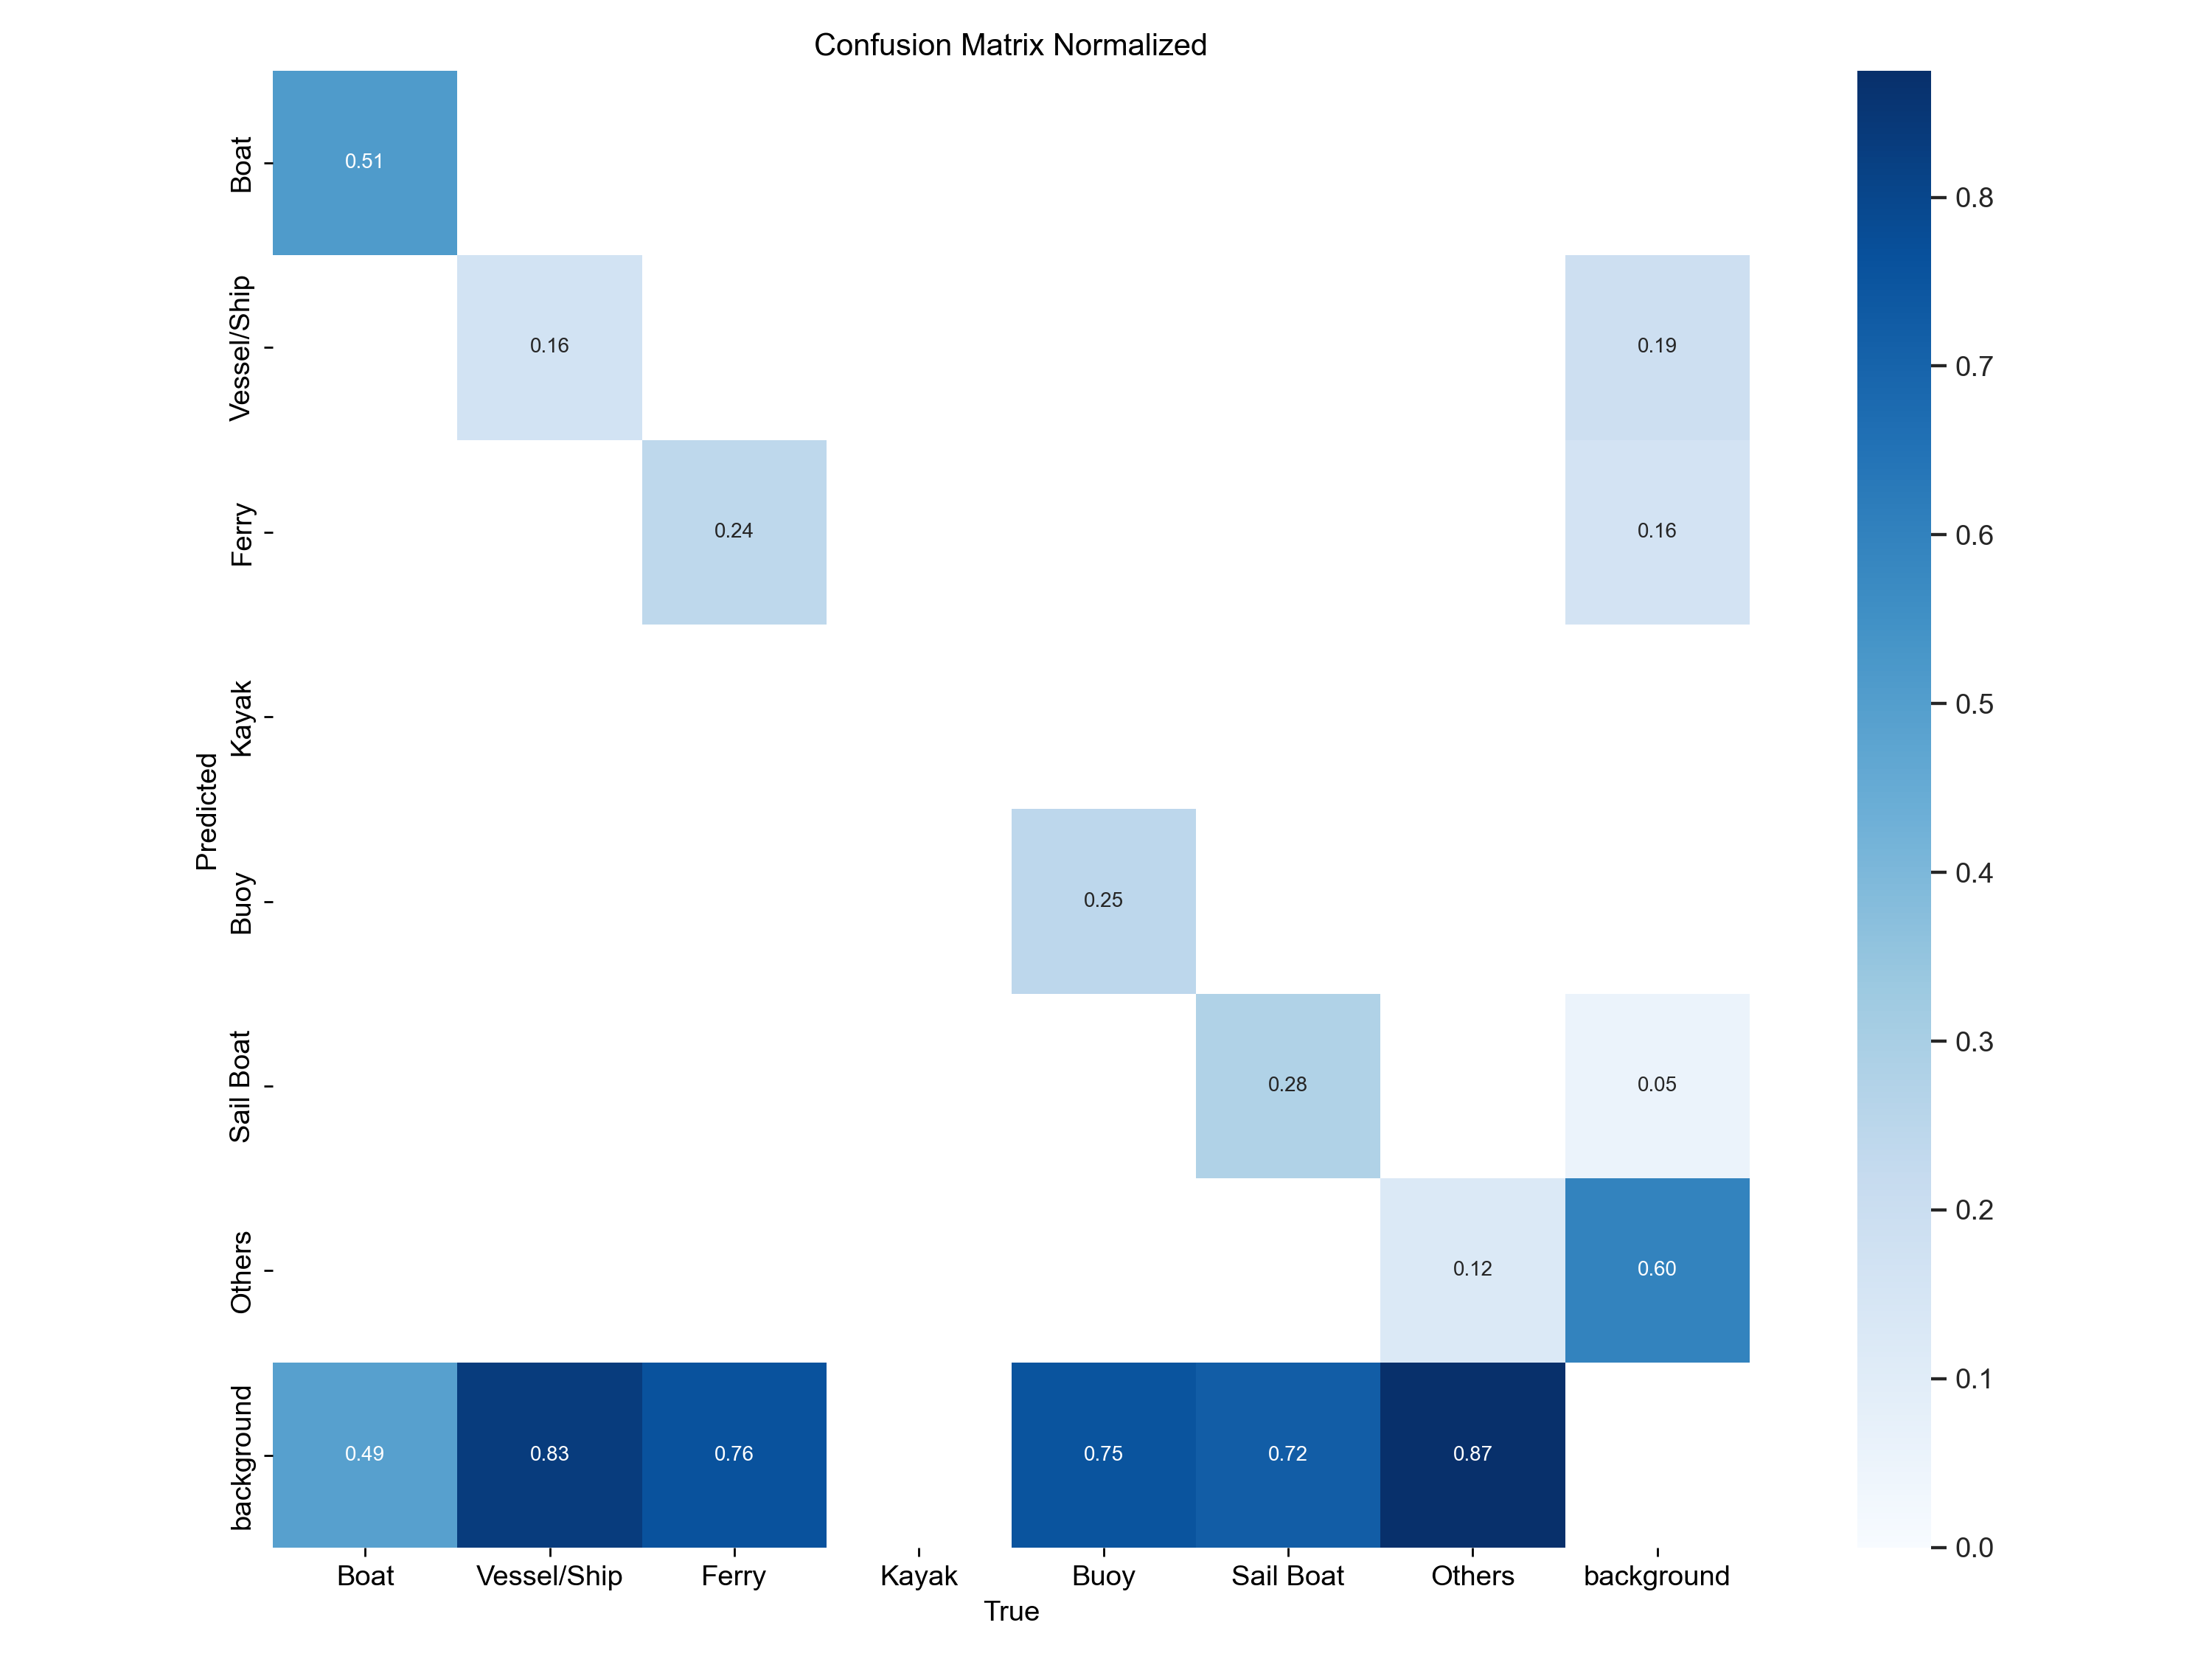 Confusion Matrix Normalized
Boat
0.51
Vessel/Ship
0.16
0.19
Ferry
0.24
0.16
Kayak
Buoy
0.25
Sail Boat
0.28
0.05
Others
0.12
0.60
background
0.49
0.83
0.76
0.75
0.72
0.87
Predicted
Boat
Vessel/Ship
Ferry
Kayak
Buoy
Sail Boat
Others
background
True
0.8
0.7
0.6
0.5
0.4
0.3
0.2
0.1
0.0